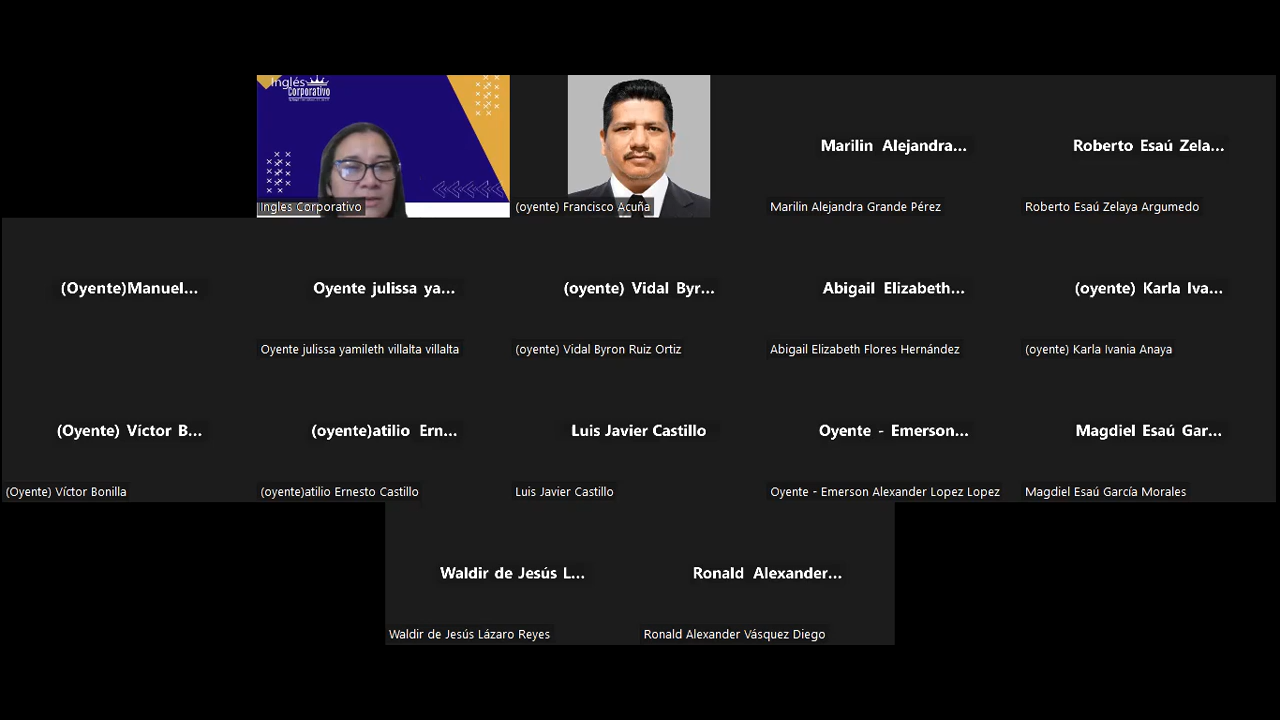 Inglés
Corporativo
Ingles Corporativo
(oyente) Francisco Acuña
Marilin Alejandra...
Marilin Alejandra Grande Pérez
Roberto Esaú Zela...
Roberto Esaú Zelaya Argumedo
(Oyente)Manuel...
Oyente julissa ya...
Oyente julissa yamileth villalta villalta
(oyente) Vidal Byr...
(oyente) Vidal Byron Ruiz Ortiz
Abigail Elizabeth...
Abigail Elizabeth Flores Hernández
(oyente) Karla Iva...
(oyente) Karla Ivania Anaya
(Oyente) Víctor B...
(Oyente) Víctor Bonilla
(oyente)atilio Ern...
(oyente)atilio Ernesto Castillo
Luis Javier Castillo
Luis Javier Castillo
Oyente - Emerson...
Oyente - Emerson Alexander Lopez Lopez
Magdiel Esaú Gar...
Magdiel Esaú García Morales
Waldir de Jesús L...
Waldir de Jesús Lázaro Reyes
Ronald Alexander...
Ronald Alexander Vásquez Diego